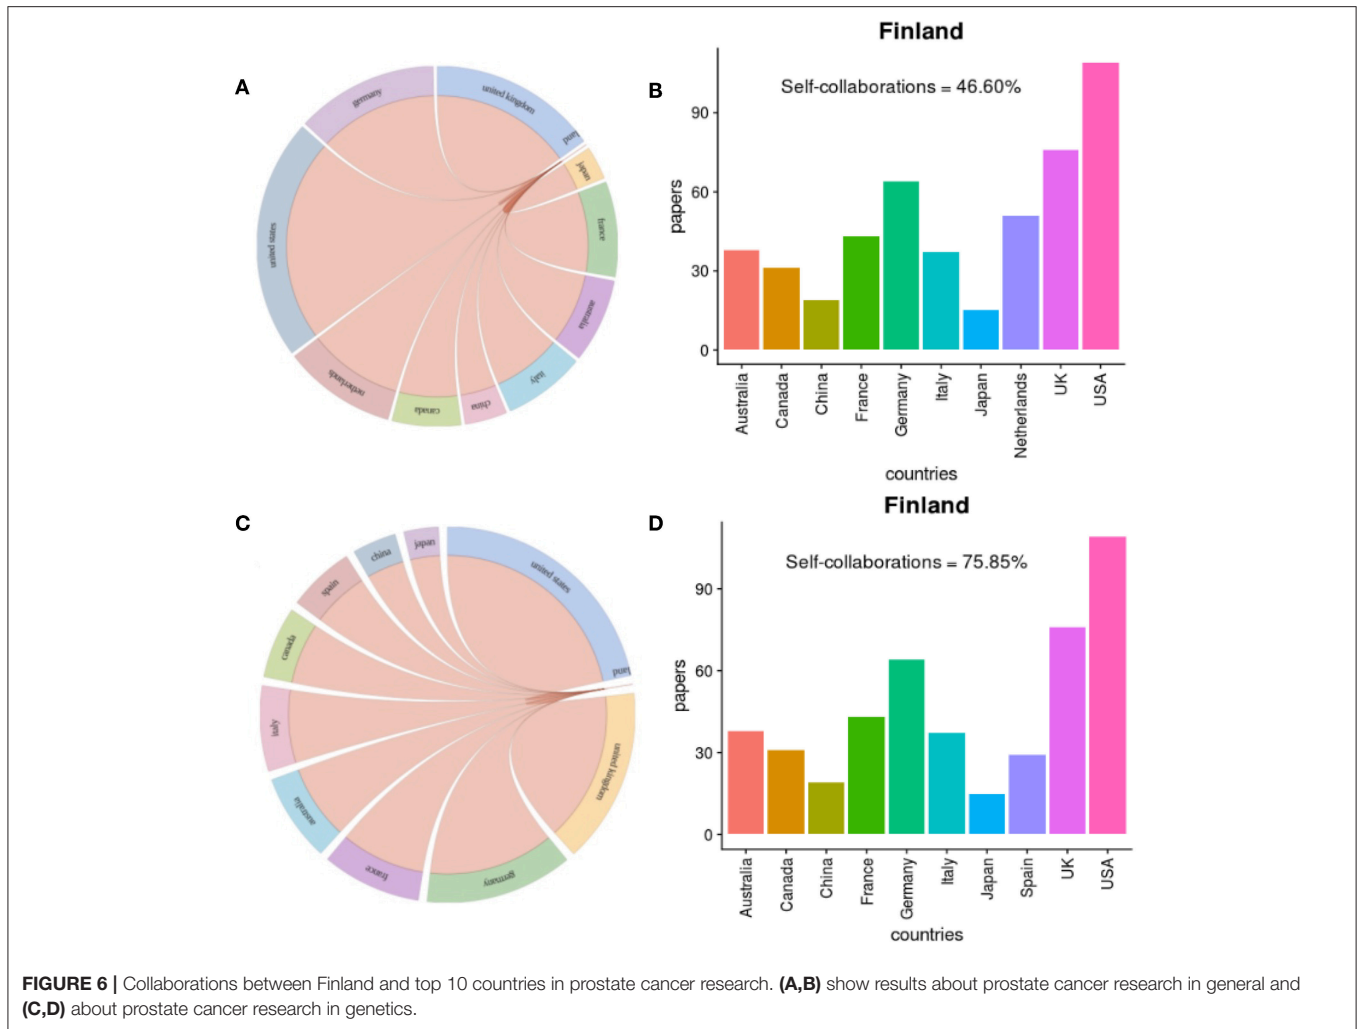 A
germany
united kingdom
land
japan
france
australia
italy
china
canada
netherlands
united states
B
Finland
Self-collaborations = 46.60%
papers
90
60
30
0
Australia
Canada
China
France
Germany
Italy
Japan
Netherlands
UK
USA
countries
C
japan
china
spain
canada
italy
australia
france
germany
united kingdom
land
united states
D
Finland
Self-collaborations = 75.85%
papers
90
60
30
0
Australia
Canada
China
France
Germany
Italy
Japan
Spain
UK
USA
countries
FIGURE 6 | Collaborations between Finland and top 10 countries in prostate cancer research. (A,B) show results about prostate cancer research in general and
(C,D) about prostate cancer research in genetics.